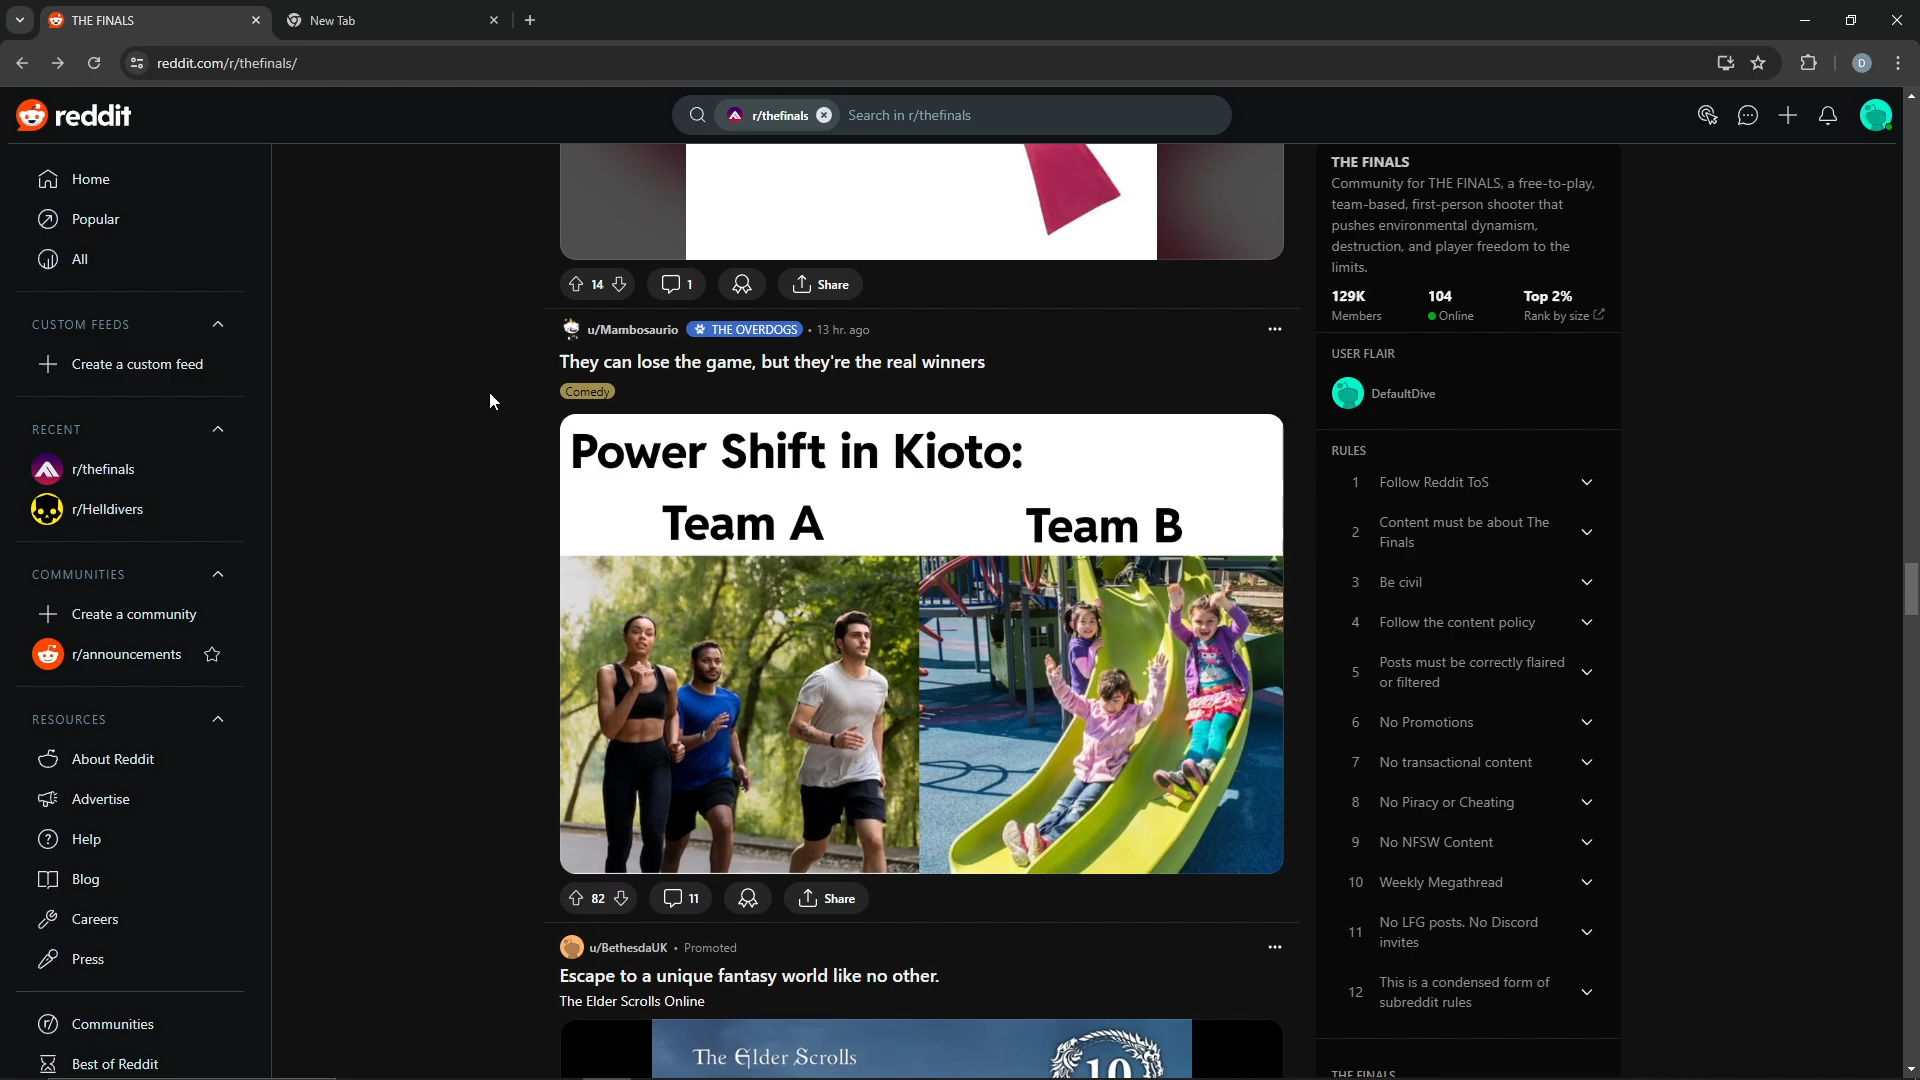 THE FINALS
New Tab
reddit.com/r/thefinals/
D
reddit
r/thefinals
Search in r/thefinals
Home
Popular
All
CUSTOM FEEDS
Create a custom feed
RECENT
r/thefinals
r/Helldivers
COMMUNITIES
Create a community
r/announcements
RESOURCES
About Reddit
Advertise
Help
Blog
Careers
Press
Communities
Best of Reddit
14
1
Share
u/Mambosaurio THE OVERDOGS • 13 hr. ago
They can lose the game, but they're the real winners
Comedy
Power Shift in Kioto:
Team A Team B
82
11
Share
u/BethesdaUK • Promoted
Escape to a unique fantasy world like no other.
The Elder Scrolls Online
The Elder Scrolls
10
THE FINALS
Community for THE FINALS, a free-to-play,
team-based, first-person shooter that
pushes environmental dynamism,
destruction, and player freedom to the
limits.
129K 104 Top 2%
Members Online Rank by size
USER FLAIR
DefaultDive
RULES
1 Follow Reddit ToS
2 Content must be about The
Finals
3 Be civil
4 Follow the content policy
5 Posts must be correctly flaired
or filtered
6 No Promotions
7 No transactional content
8 No Piracy or Cheating
9 No NFSW Content
10 Weekly Megathread
11 No LFG posts. No Discord
invites
12 This is a condensed form of
subreddit rules
THE FINALS